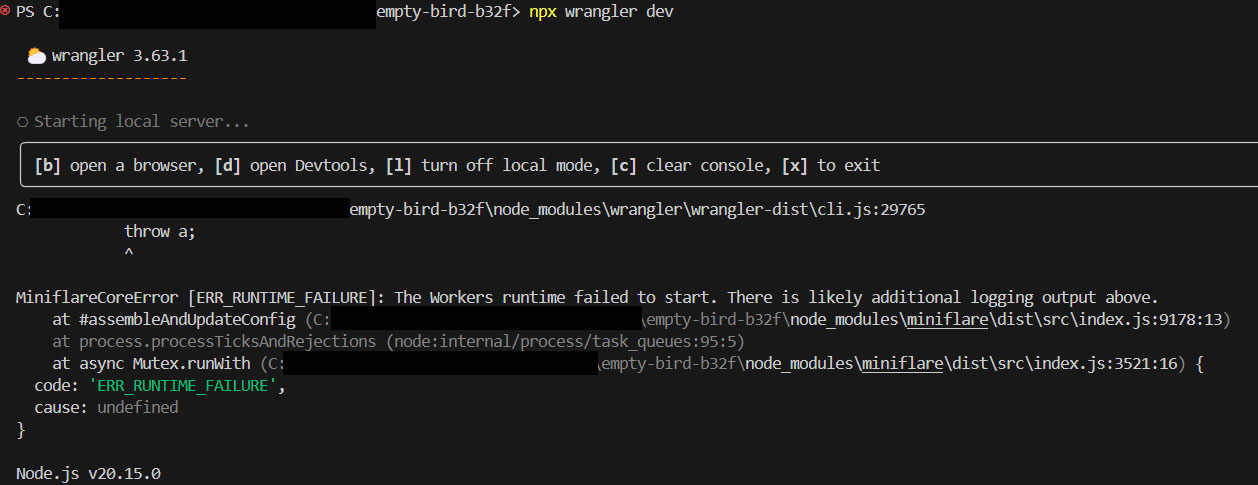 PS C: empty-bird-b32f> npx wrangler dev
⛅ wrangler 3.63.1
-------------------
⎔ Starting local server...
[b] open a browser, [d] open Devtools, [l] turn off local mode, [c] clear console, [x] to exit
C: empty-bird-b32f\node_modules\wrangler\wrangler-dist\cli.js:29765
throw a;
^
MiniflareCoreError [ERR_RUNTIME_FAILURE]: The Workers runtime failed to start. There is likely additional logging output above.
at #assembleAndUpdateConfig (C: \empty-bird-b32f\node_modules\miniflare\dist\src\index.js:9178:13)
at process.processTicksAndRejections (node:internal/process/task_queues:95:5)
at async Mutex.runWith (C: \empty-bird-b32f\node_modules\miniflare\dist\src\index.js:3521:16) {
code: 'ERR_RUNTIME_FAILURE',
cause: undefined
}
Node.js v20.15.0